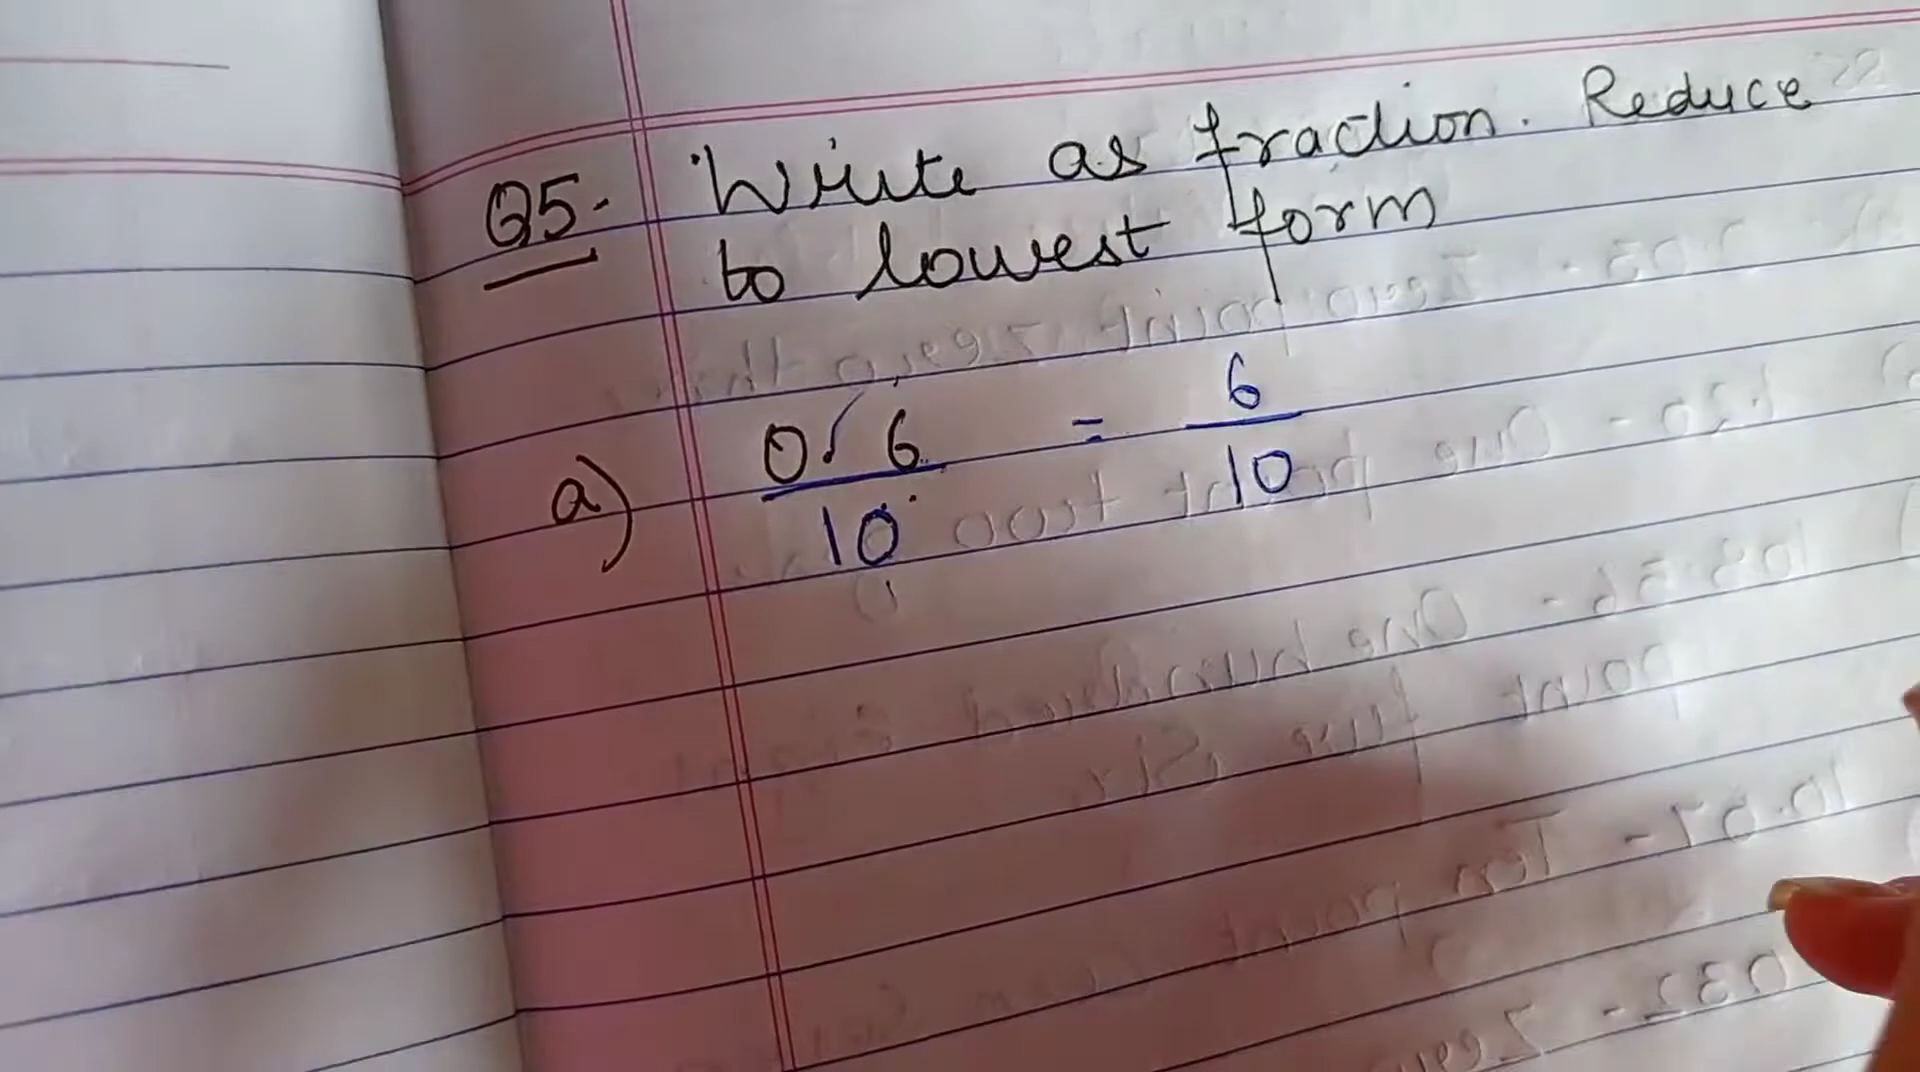 Q5. Write as fraction. Reduce
to lowest form
a) 0.6/10 = 6/10